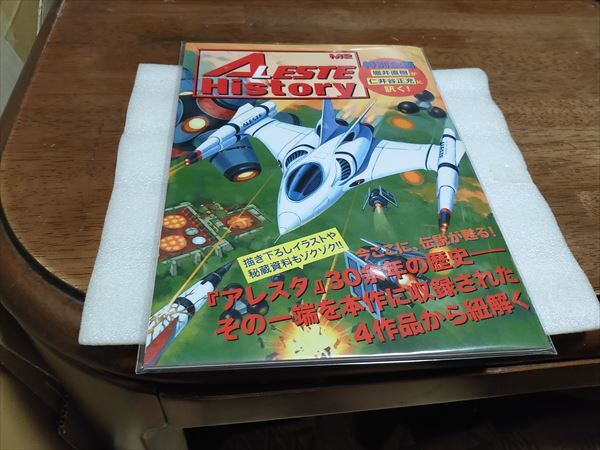 M2
ALESTE
History
特別企画
堀井直樹が
仁井谷正充に
訊く!
描き下ろしイラストや
秘蔵資料もゾクゾク!!
今ここに、伝説が甦る!
『アレスタ』30余年の歴史──
その一端を本作に収録された
4作品から紐解く